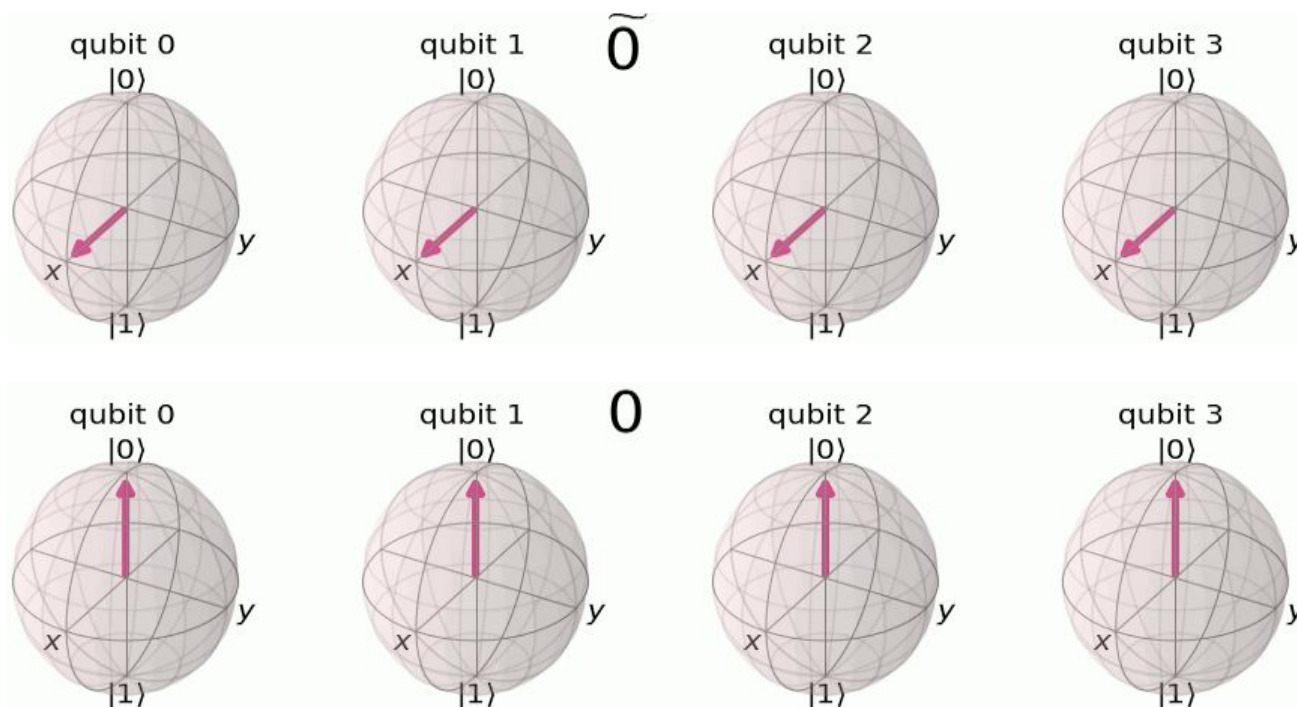 qubit 0 qubit 1 0̃ qubit 2 qubit 3
|0⟩ |0⟩ |0⟩ |0⟩
y y y y
x x x x
|1⟩ |1⟩ |1⟩ |1⟩
qubit 0 qubit 1 0 qubit 2 qubit 3
|0⟩ |0⟩ |0⟩ |0⟩
y y y y
x x x x
|1⟩ |1⟩ |1⟩ |1⟩